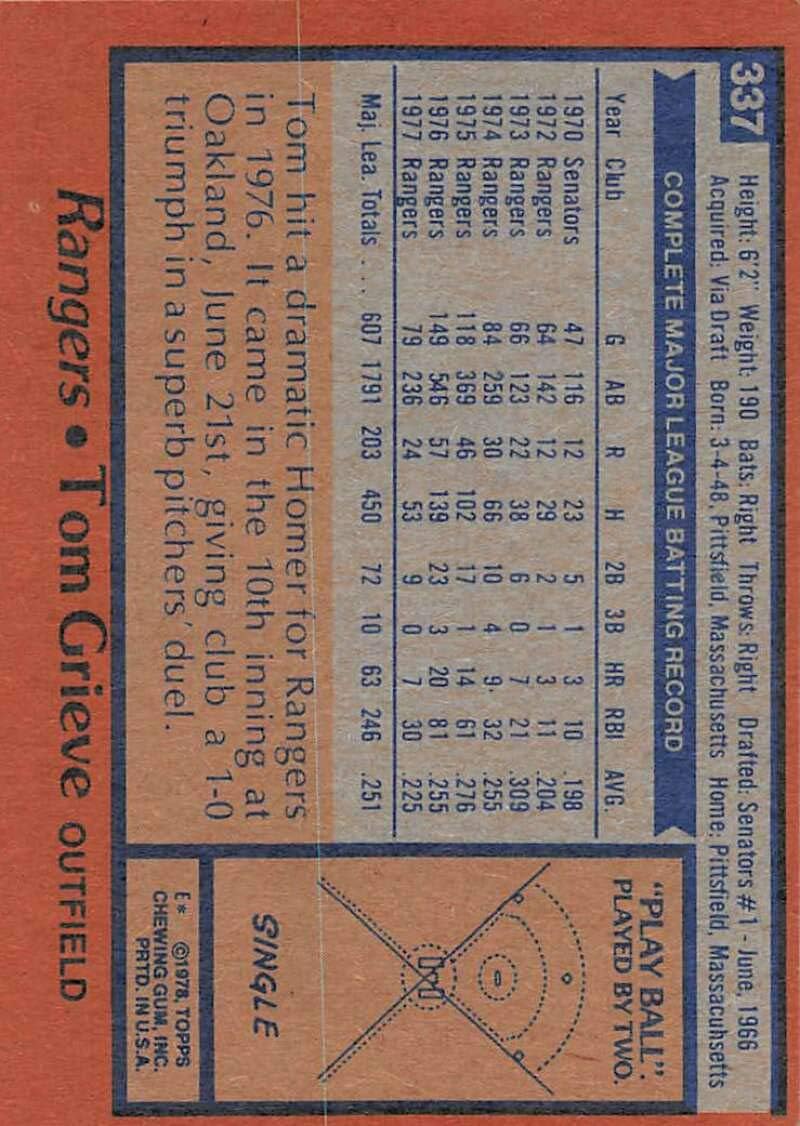 337
Height: 6'2" Weight: 190 Bats: Right Throws: Right Drafted: Senators #1 - June, 1966
Acquired: Via Draft Born: 3-4-48, Pittsfield, Massachusetts Home: Pittsfield, Massacuhsetts
COMPLETE MAJOR LEAGUE BATTING RECORD
Year Club G AB R H 2B 3B HR RBI AVG.
1970 Senators 47 116 12 23 5 1 3 10 .198
1972 Rangers 64 142 12 29 2 1 3 11 .204
1973 Rangers 66 123 22 38 6 0 7 21 .309
1974 Rangers 84 259 30 66 10 4 9 32 .255
1975 Rangers 118 369 46 102 17 1 14 61 .276
1976 Rangers 149 546 57 139 23 3 20 81 .255
1977 Rangers 79 236 24 53 9 0 7 30 .225
Maj. Lea. Totals . . . 607 1791 203 450 72 10 63 246 .251
Tom hit a dramatic Homer for Rangers
in 1976. It came in the 10th inning at
Oakland, June 21st, giving club a 1-0
triumph in a superb pitchers' duel.
"PLAY BALL"
PLAYED BY TWO.
SINGLE
E* ©1978, TOPPS
CHEWING GUM, INC.
PRTD. IN U.S.A.
Rangers • Tom Grieve OUTFIELD